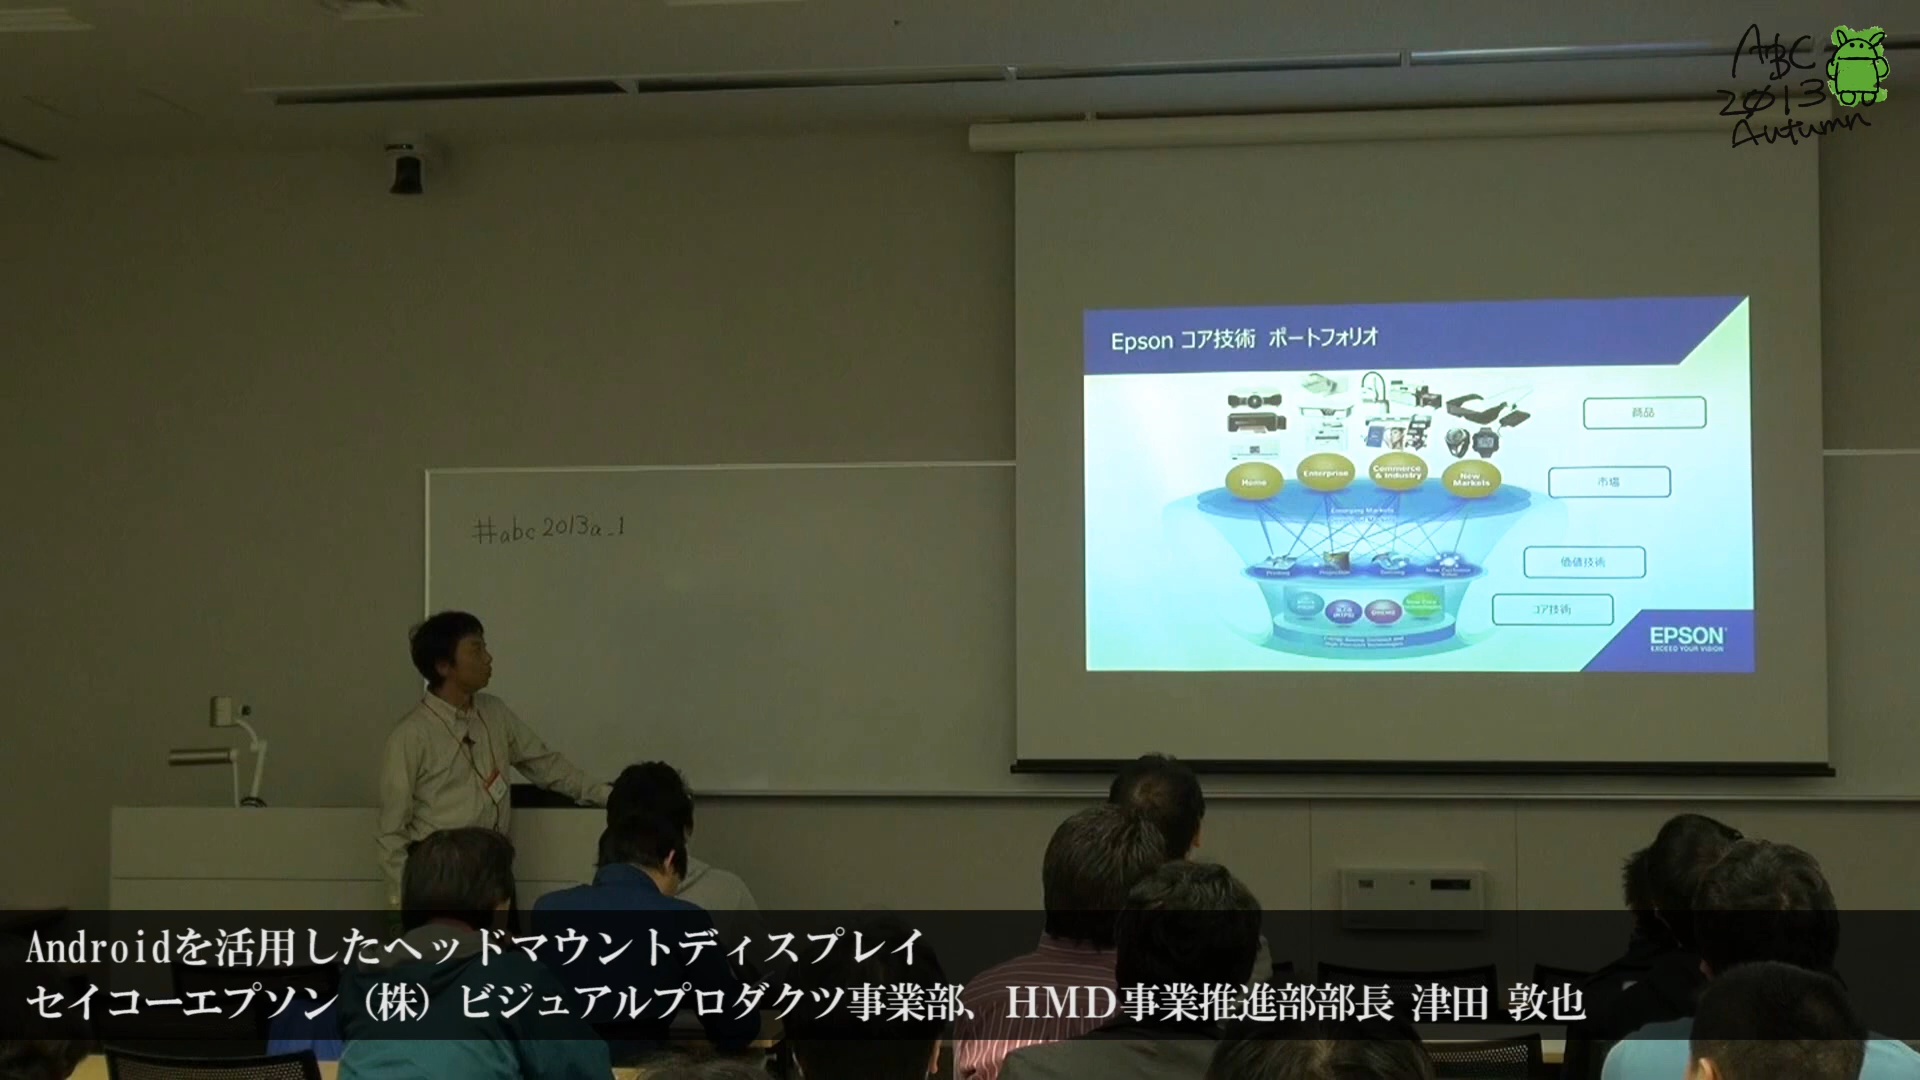 ABC
2013
Autumn
Epson コア技術 ポートフォリオ
商品
Home
Enterprise
Commerce
& Industry
New
Markets
市場
Emerging Markets
価値技術
コア技術
EPSON
EXCEED YOUR VISION
#abc2013a_1
Androidを活用したヘッドマウントディスプレイ
セイコーエプソン（株）ビジュアルプロダクツ事業部、HMD事業推進部部長 津田 敦也